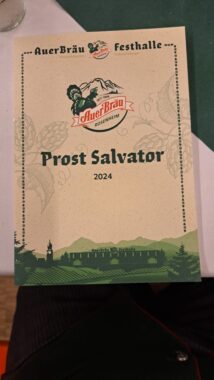 AuerBräu Festhalle
AuerBräu
ROSENHEIM
Prost Salvator
2024